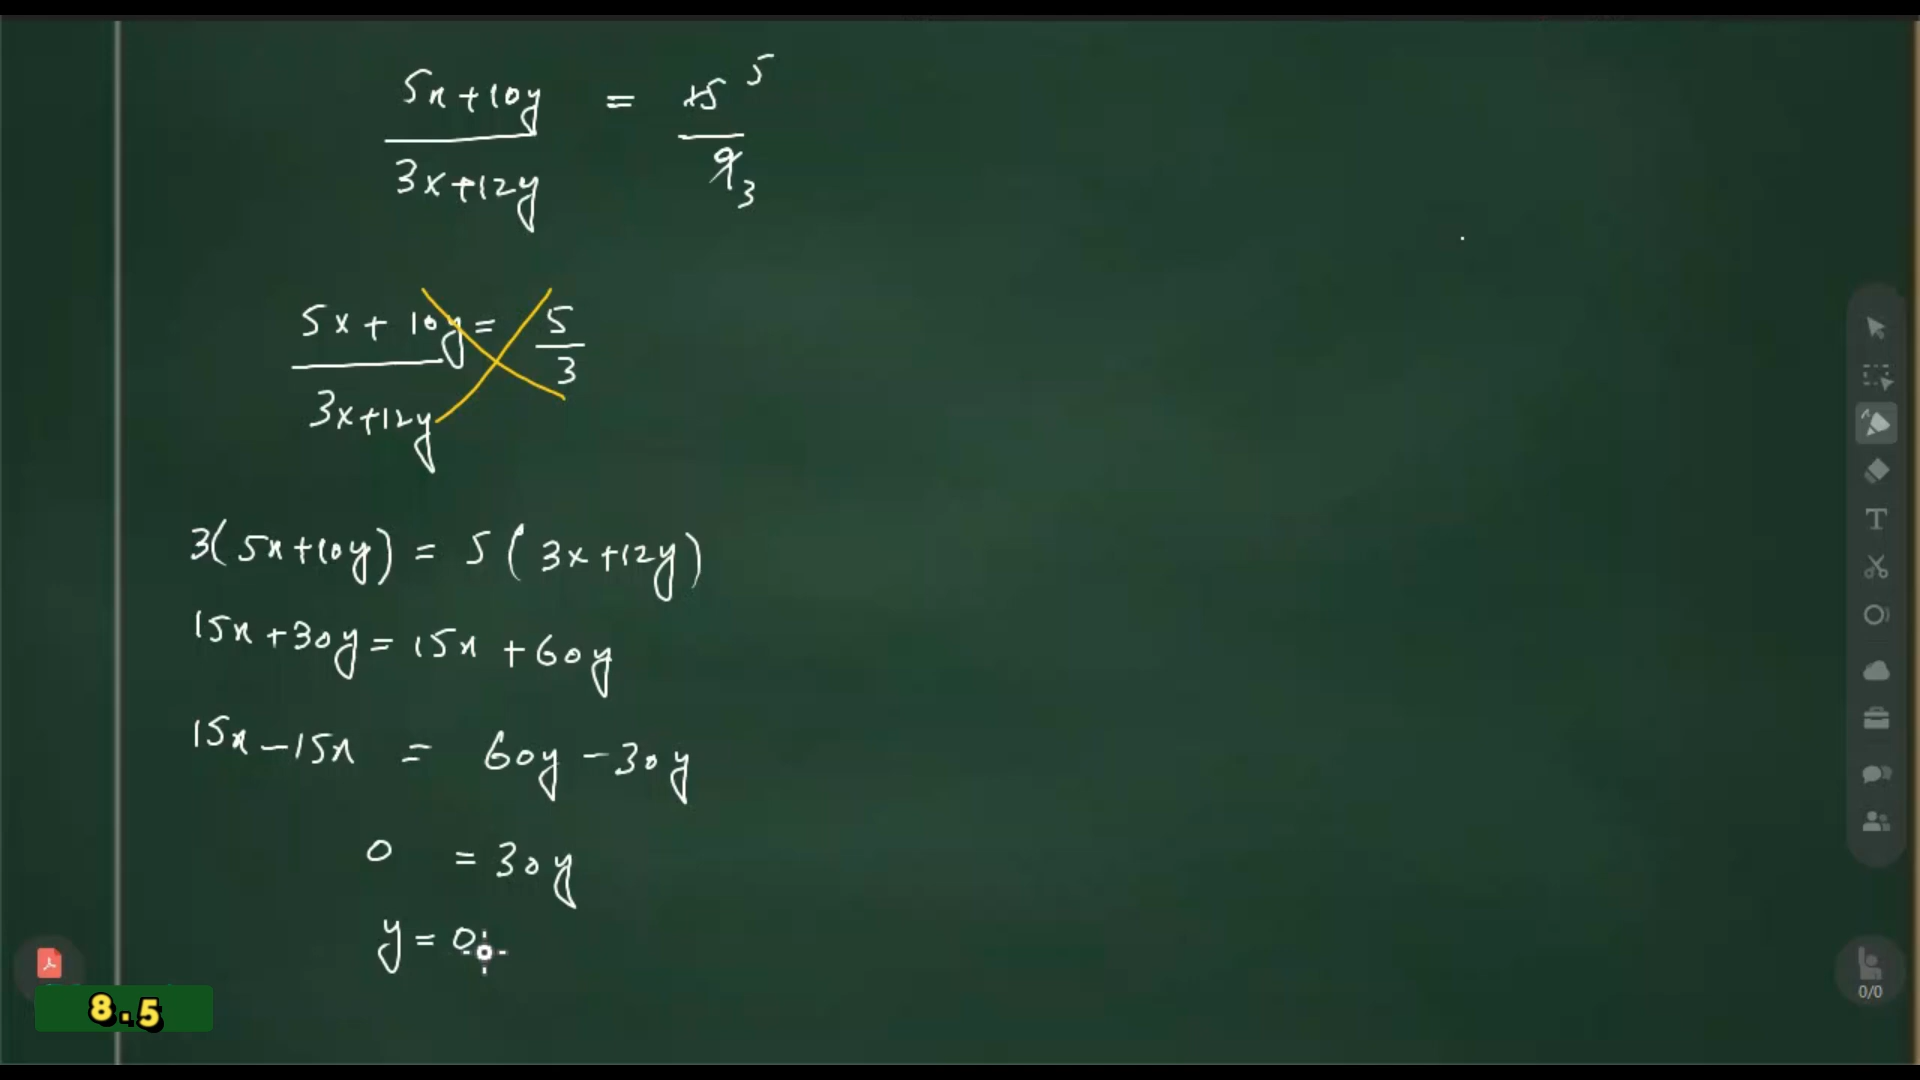 5x+10y = 15 5
3x+12y 9 3
5x + 10y = 5
3x+12y 3
3(5x+10y) = 5(3x+12y)
15x+30y = 15x+60y
15x-15x = 60y-30y
0 = 30y
y = 0
8.5
T
0/0